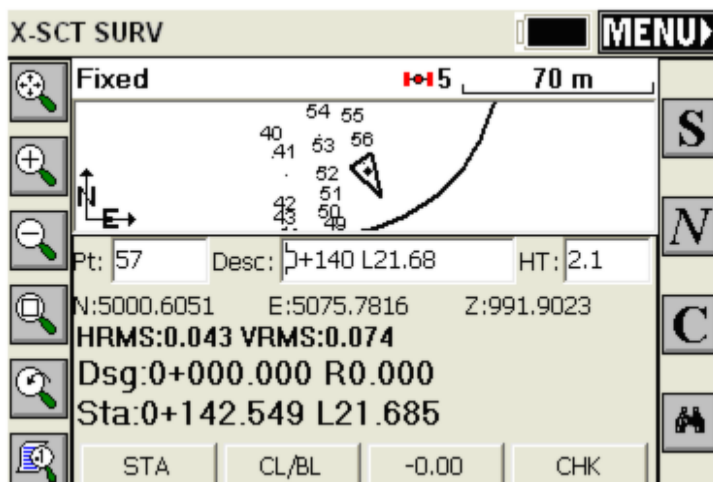 X-SCT SURV MENU
Fixed 5 70 m
54 55
40
41 53 56
52
51
42 50
43 49
N
E
S
N
C
Pt: 57 Desc: 0+140 L21.68 HT: 2.1
N:5000.6051 E:5075.7816 Z:991.9023
HRMS:0.043 VRMS:0.074
Dsg:0+000.000 R0.000
Sta:0+142.549 L21.685
STA CL/BL -0.00 CHK